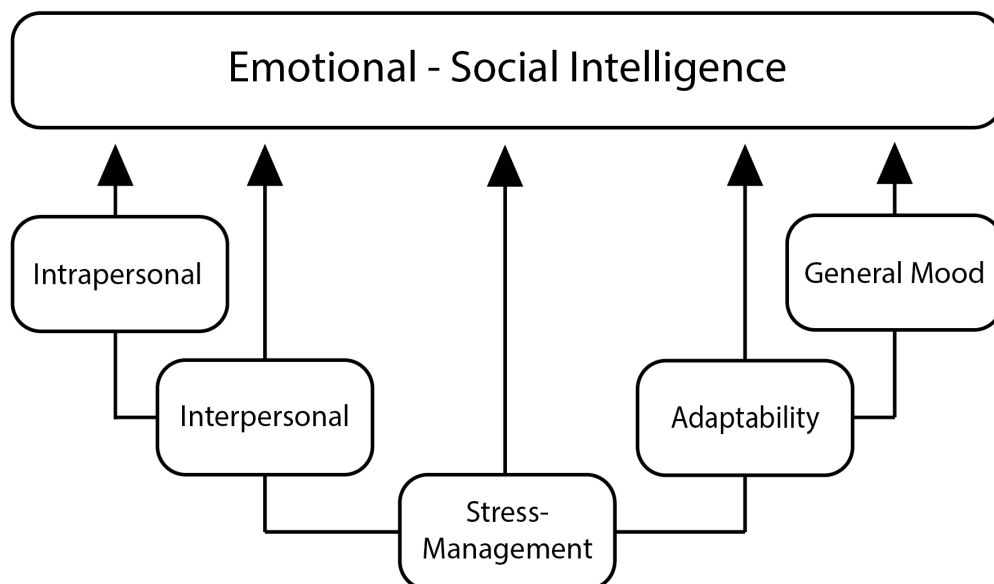 Emotional - Social Intelligence
Intrapersonal
General Mood
Interpersonal
Adaptability
Stress-
Management